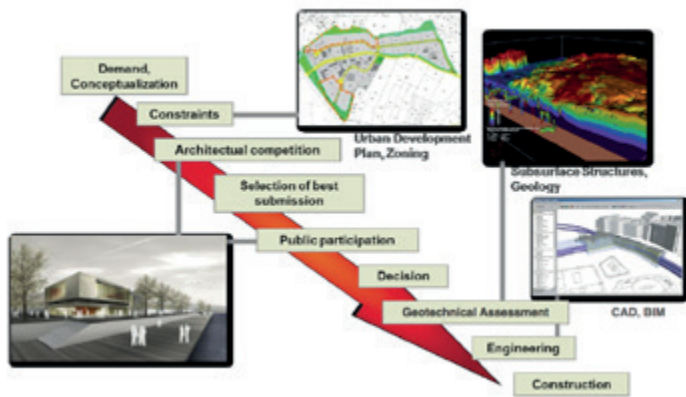 Demand,
Conceptualization
Constraints
Urban Development
Plan, Zoning
Architectual competition
Subsurface Structures,
Geology
Selection of best
submission
Public participation
Decision
Geotechnical Assessment
CAD, BIM
Engineering
Construction